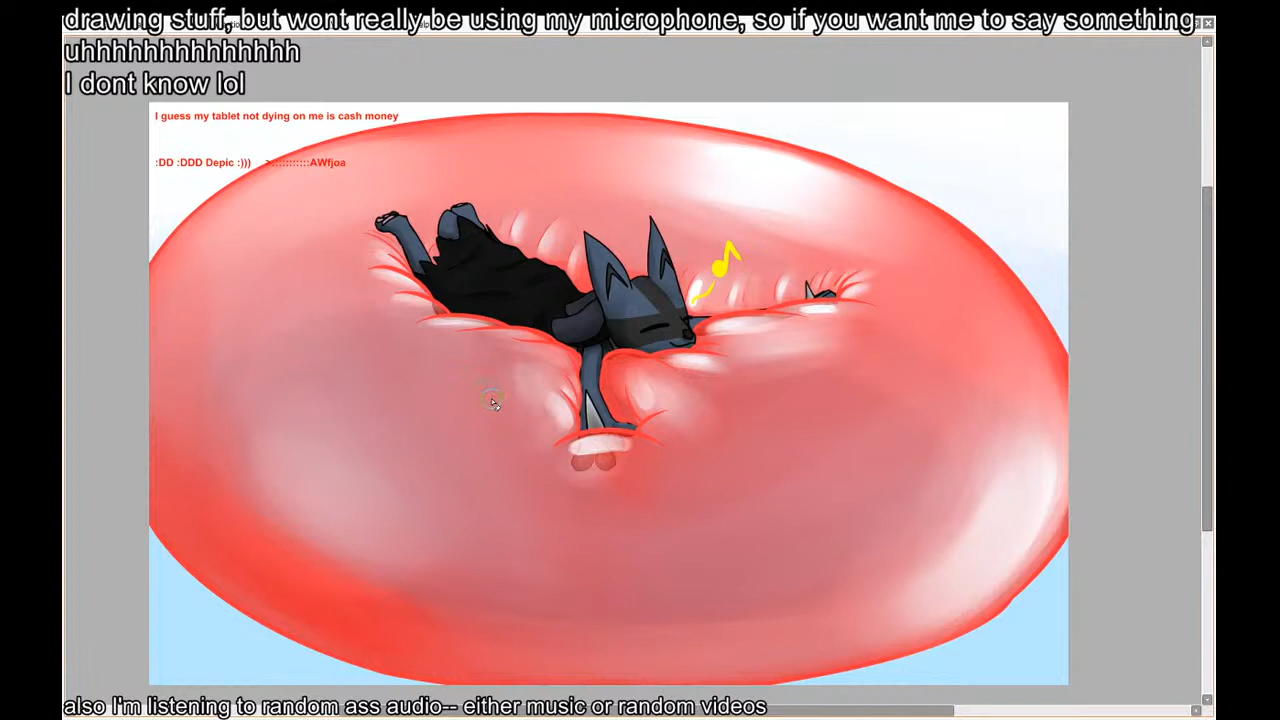 drawing stuff, but wont really be using my microphone, so if you want me to say something
uhhhhhhhhhhhhhhh
I dont know lol
I guess my tablet not dying on me is cash money
:DD :DDD Depic :))) >:::::::::::AWfjoa
also I'm listening to random ass audio-- either music or random videos